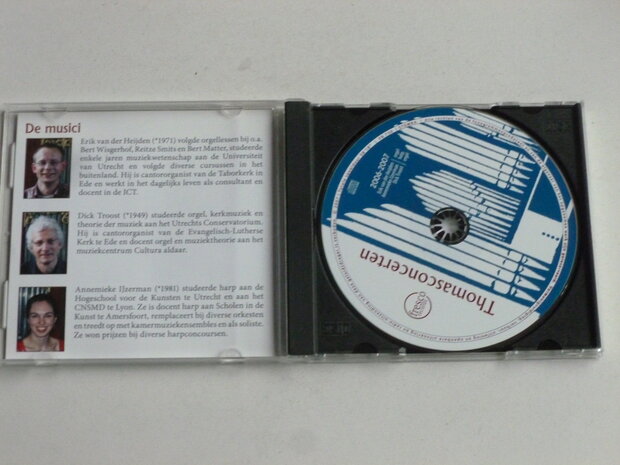 De musici
Erik van der Heijden (*1971) volgde orgellessen bij o.a.
Bert Wisgerhof, Reitze Smits en Bert Matter, studeerde
enkele jaren muziekwetenschap aan de Universiteit
van Utrecht en volgde diverse cursussen in het
buitenland. Hij is cantororganist van de Taborkerk in
Ede en werkt in het dagelijks leven als consultant en
docent in de ICT.
Dick Troost (*1949) studeerde orgel, kerkmuziek en
theorie der muziek aan het Utrechts Conservatorium.
Hij is cantororganist van de Evangelisch-Lutherse
Kerk te Ede en docent orgel en muziektheorie aan het
muziekcentrum Cultura aldaar.
Annemieke IJzerman (*1981) studeerde harp aan de
Hogeschool voor de Kunsten te Utrecht en aan het
CNSMD te Lyon. Ze is docent harp aan Scholen in de
Kunst te Amersfoort, remplaceert bij diverse orkesten
en treedt op met kamermuziekensembles en als soliste.
Ze won prijzen bij diverse harpconcoursen.
Thomasconcerten
2006-2007